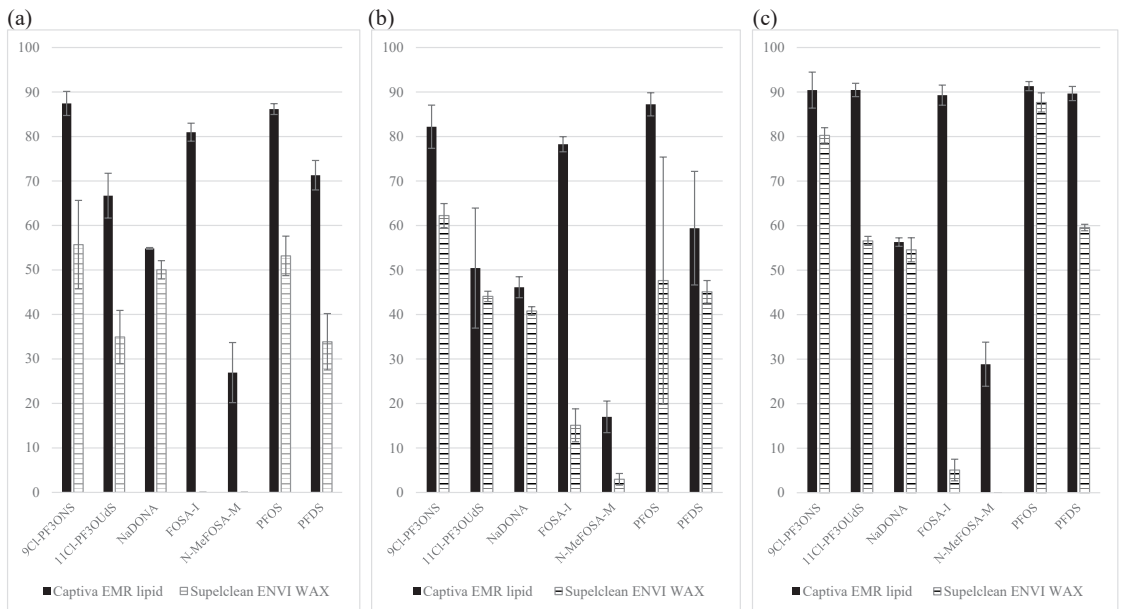 (a)
100
90
80
70
60
50
40
30
20
10
0
9Cl-PF3ONS
11Cl-PF3OUdS
NaDONA
FOSA-I
N-MeFOSA-M
PFOS
PFDS
Captiva EMR lipid
Supelclean ENVI WAX
(b)
100
90
80
70
60
50
40
30
20
10
0
9Cl-PF3ONS
11Cl-PF3OUdS
NaDONA
FOSA-I
N-MeFOSA-M
PFOS
PFDS
Captiva EMR lipid
Supelclean ENVI WAX
(c)
100
90
80
70
60
50
40
30
20
10
0
9Cl-PF3ONS
11Cl-PF3OUdS
NaDONA
FOSA-I
N-MeFOSA-M
PFOS
PFDS
Captiva EMR lipid
Supelclean ENVI WAX